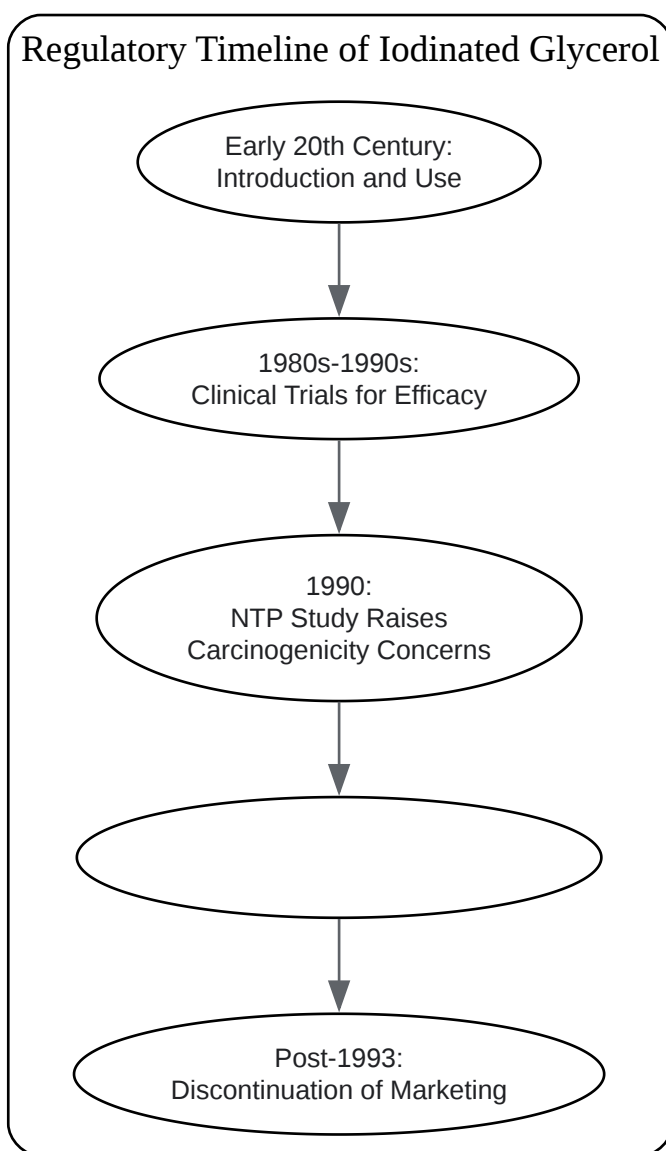 Regulatory Timeline of Iodinated Glycerol
Early 20th Century:
Introduction and Use
1980s-1990s:
Clinical Trials for Efficacy
1990:
NTP Study Raises
Carcinogenicity Concerns
Post-1993:
Discontinuation of Marketing